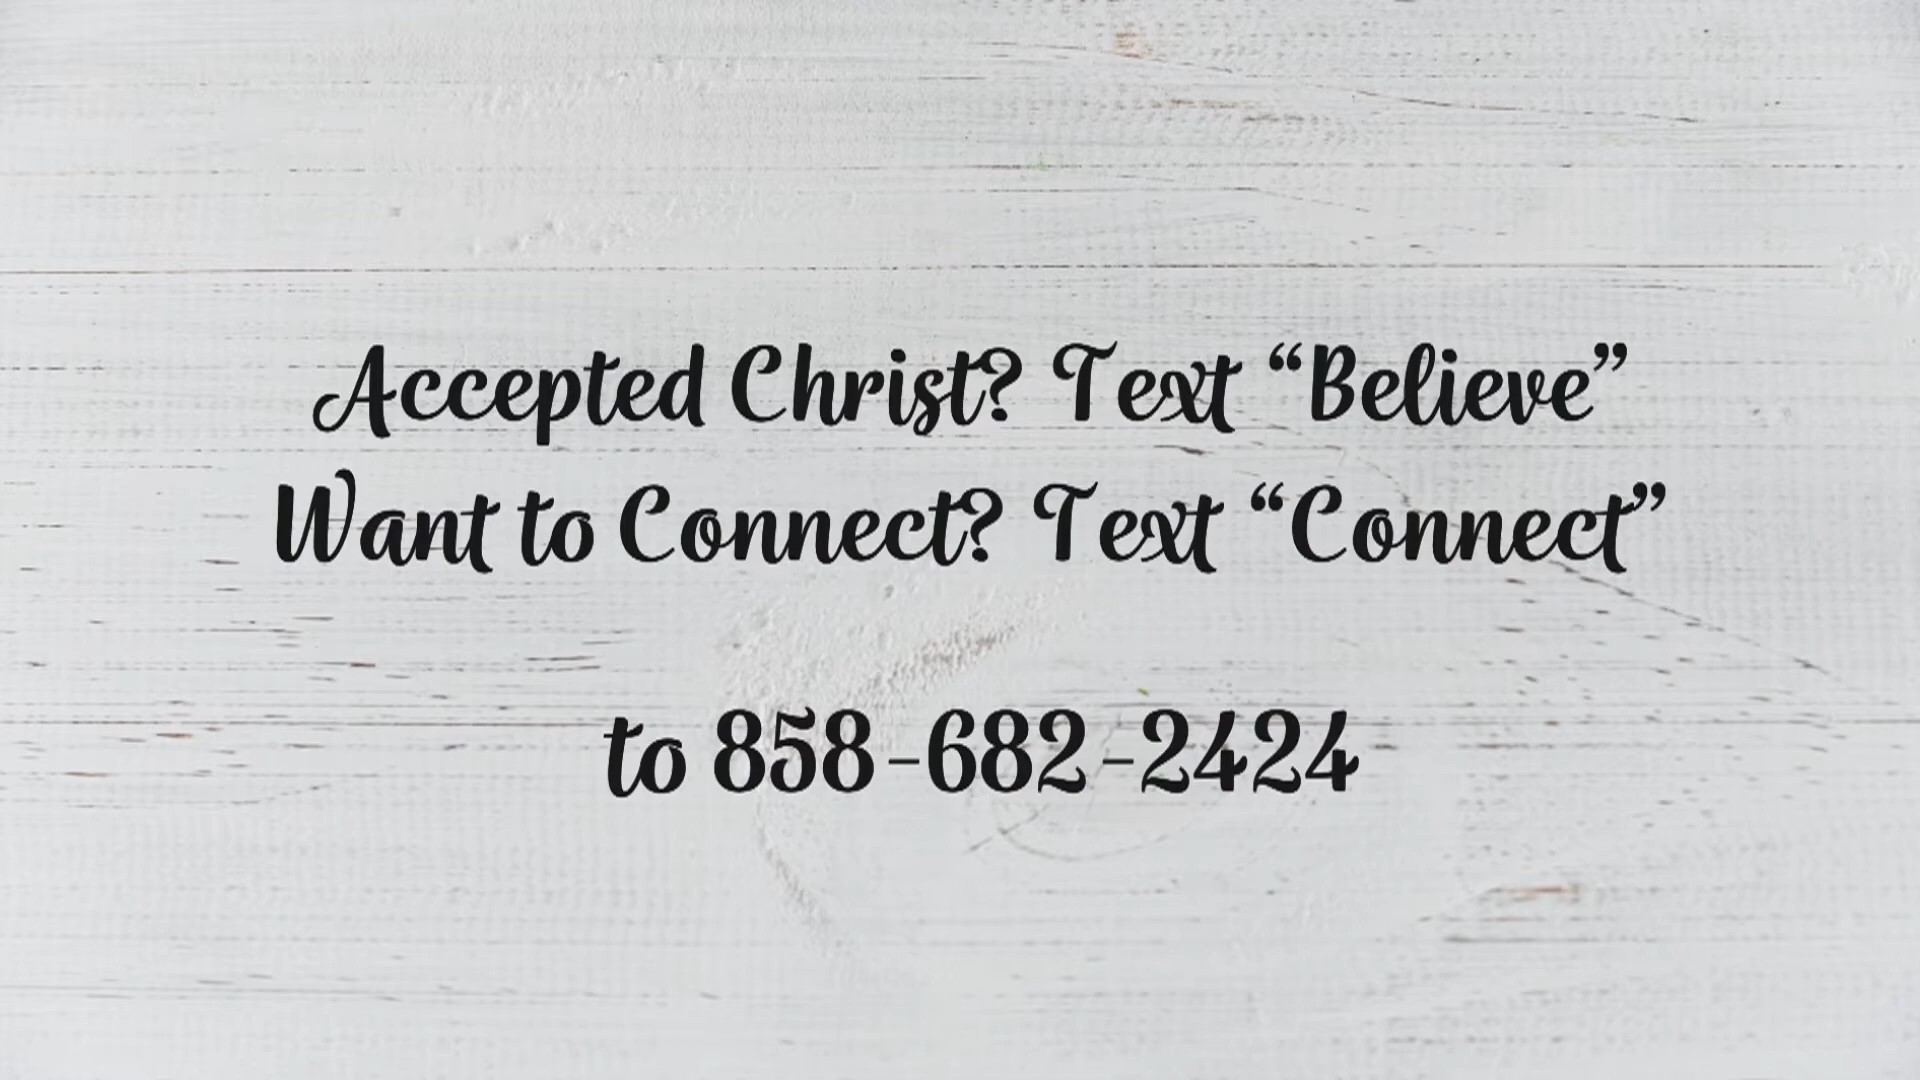 Accepted Christ? Text “Believe”
Want to Connect? Text “Connect”
to 858-682-2424